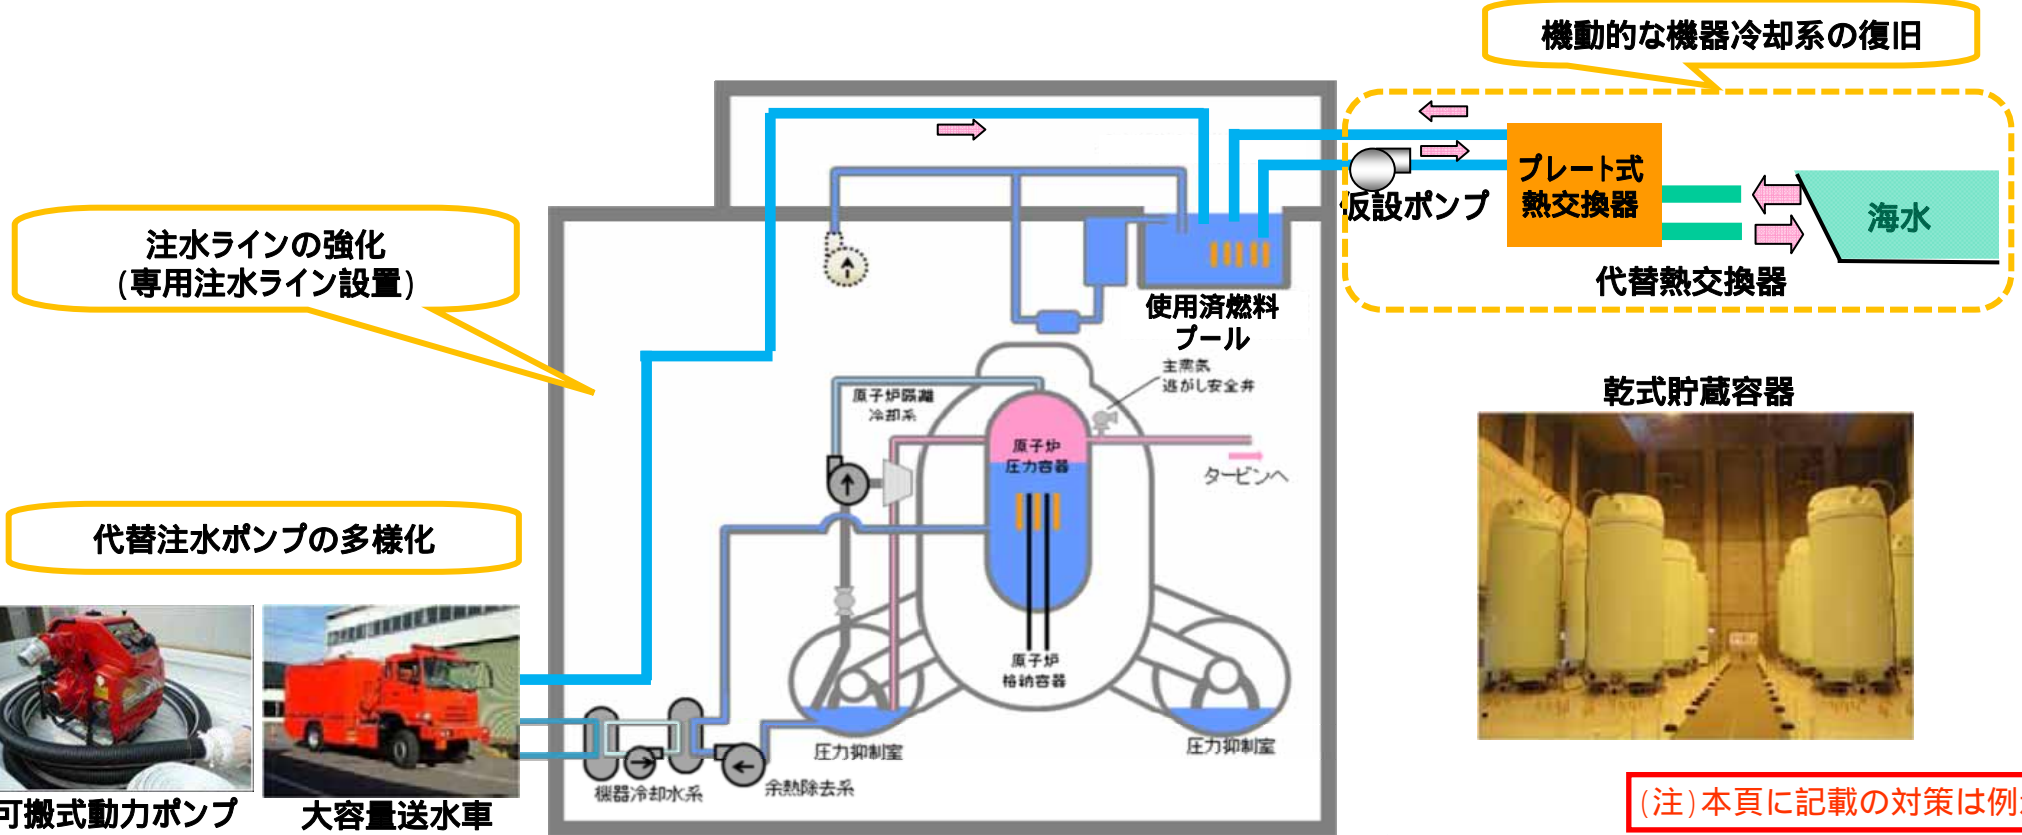 機動的な機器冷却系の復旧
プレート式
熱交換器
仮設ポンプ
海水
代替熱交換器
注水ラインの強化
(専用注水ライン設置)
使用済燃料
プール
主蒸気
逃がし安全弁
原子炉隔離
冷却系
原子炉
圧力容器
タービンへ
乾式貯蔵容器
代替注水ポンプの多様化
原子炉
格納容器
圧力抑制室
圧力抑制室
機器冷却水系
余熱除去系
可搬式動力ポンプ
大容量送水車
(注)本頁に記載の対策は例